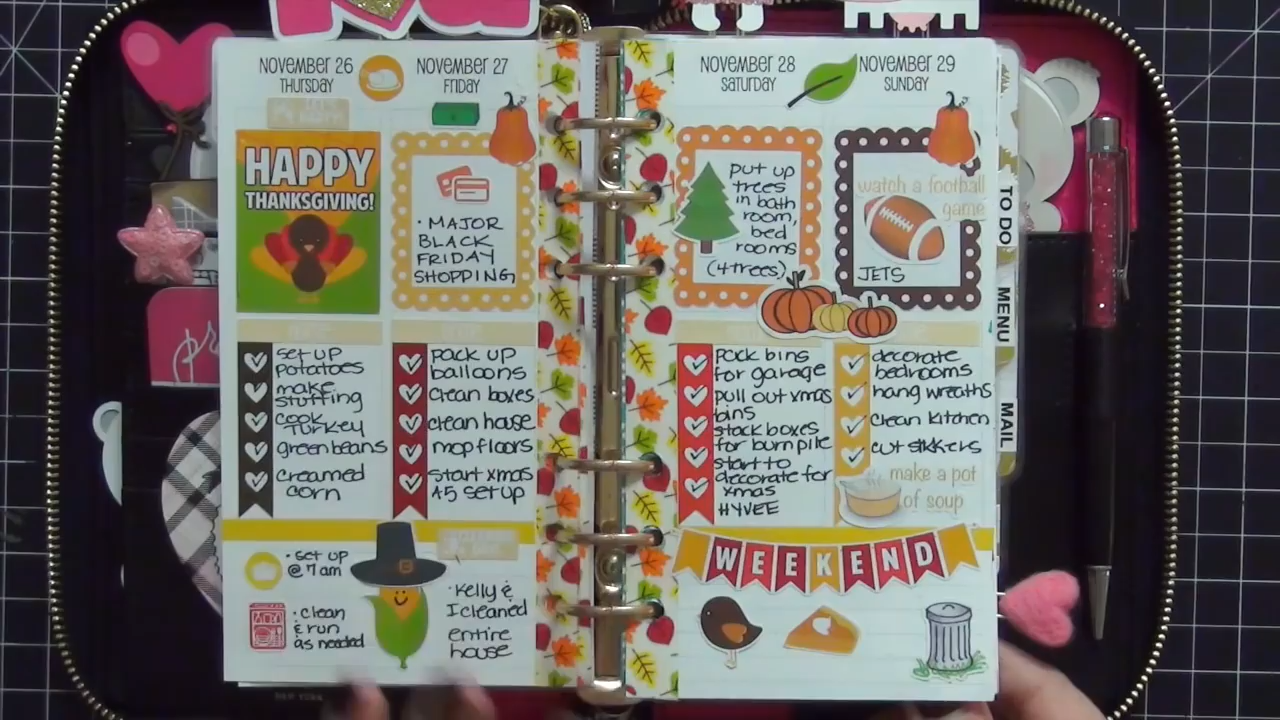 NOVEMBER 26
THURSDAY
HAPPY
THANKSGIVING!
set up
potatoes
make
stuffing
cook
Turkey
green beans
creamed
corn
• set up
@ 7 am
• clean
& run
as needed
NOVEMBER 27
FRIDAY
• MAJOR
BLACK
FRIDAY
SHOPPING
pack up
balloons
clean boxes
clean house
mop floors
start xmas
A5 set up
• Kelly &
I cleaned
entire
house
NOVEMBER 28
SATURDAY
put up
trees
in bath
room,
bed
rooms
(4 trees)
pack bins
for garage
pull out xmas
bins
stack boxes
for burn pile
start to
decorate for
xmas
HYVEE
NOVEMBER 29
SUNDAY
watch a football
game
JETS
decorate
bedrooms
hang wreaths
clean kitchen
cut stickers
make a pot
of soup
WEEKEND
TO DO
MENU
MAIL
NEW YORK